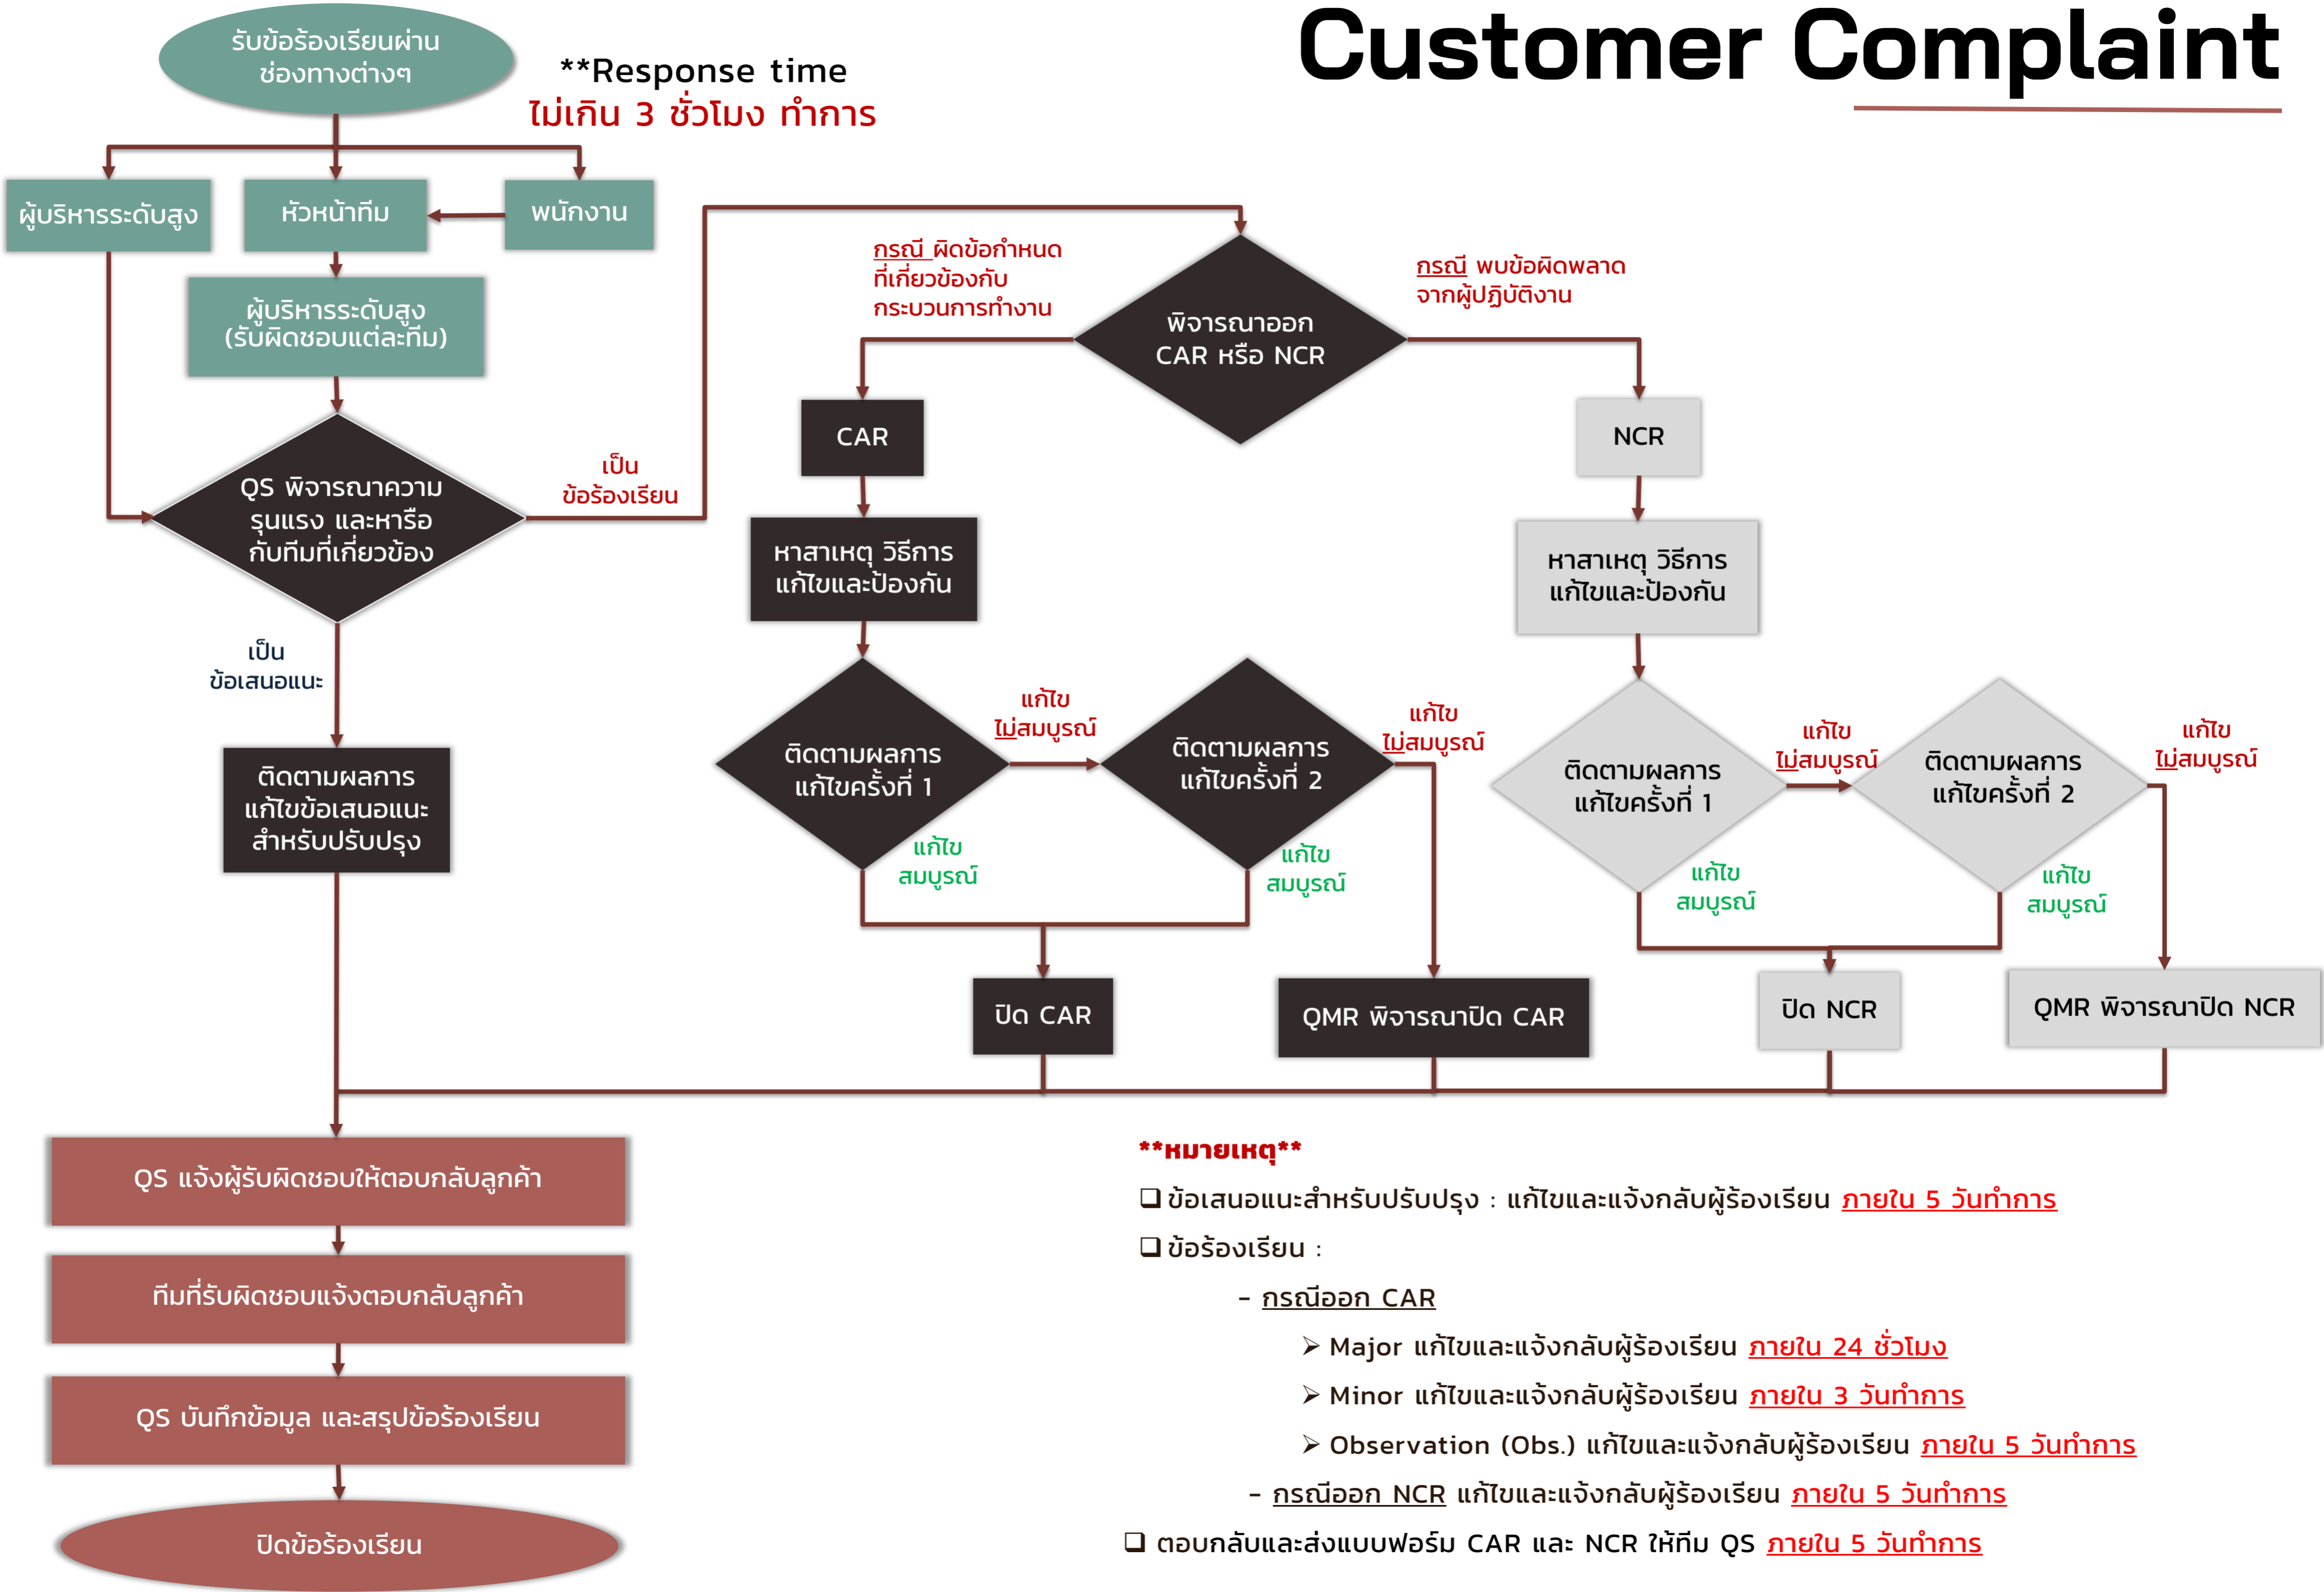 Customer Complaint
รับข้อร้องเรียนผ่าน
ช่องทางต่างๆ
**Response time
ไม่เกิน 3 ชั่วโมง ทำการ
ผู้บริหารระดับสูง
หัวหน้าทีม
พนักงาน
ผู้บริหารระดับสูง
(รับผิดชอบแต่ละทีม)
QS พิจารณาความ
รุนแรง และหารือ
กับทีมที่เกี่ยวข้อง
เป็น
ข้อร้องเรียน
เป็น
ข้อเสนอแนะ
ติดตามผลการ
แก้ไขข้อเสนอแนะ
สำหรับปรับปรุง
กรณี ผิดข้อกำหนด
ที่เกี่ยวข้องกับ
กระบวนการทำงาน
พิจารณาออก
CAR หรือ NCR
กรณี พบข้อผิดพลาด
จากผู้ปฏิบัติงาน
CAR
หาสาเหตุ วิธีการ
แก้ไขและป้องกัน
ติดตามผลการ
แก้ไขครั้งที่ 1
แก้ไข
ไม่สมบูรณ์
ติดตามผลการ
แก้ไขครั้งที่ 2
แก้ไข
ไม่สมบูรณ์
แก้ไข
สมบูรณ์
แก้ไข
สมบูรณ์
ปิด CAR
QMR พิจารณาปิด CAR
NCR
หาสาเหตุ วิธีการ
แก้ไขและป้องกัน
ติดตามผลการ
แก้ไขครั้งที่ 1
แก้ไข
ไม่สมบูรณ์
ติดตามผลการ
แก้ไขครั้งที่ 2
แก้ไข
ไม่สมบูรณ์
แก้ไข
สมบูรณ์
แก้ไข
สมบูรณ์
ปิด NCR
QMR พิจารณาปิด NCR
QS แจ้งผู้รับผิดชอบให้ตอบกลับลูกค้า
ทีมที่รับผิดชอบแจ้งตอบกลับลูกค้า
QS บันทึกข้อมูล และสรุปข้อร้องเรียน
ปิดข้อร้องเรียน
**หมายเหตุ**
❑ ข้อเสนอแนะสำหรับปรับปรุง : แก้ไขและแจ้งกลับผู้ร้องเรียน ภายใน 5 วันทำการ
❑ ข้อร้องเรียน :
- กรณีออก CAR
➢ Major แก้ไขและแจ้งกลับผู้ร้องเรียน ภายใน 24 ชั่วโมง
➢ Minor แก้ไขและแจ้งกลับผู้ร้องเรียน ภายใน 3 วันทำการ
➢ Observation (Obs.) แก้ไขและแจ้งกลับผู้ร้องเรียน ภายใน 5 วันทำการ
- กรณีออก NCR แก้ไขและแจ้งกลับผู้ร้องเรียน ภายใน 5 วันทำการ
❑ ตอบกลับและส่งแบบฟอร์ม CAR และ NCR ให้ทีม QS ภายใน 5 วันทำการ